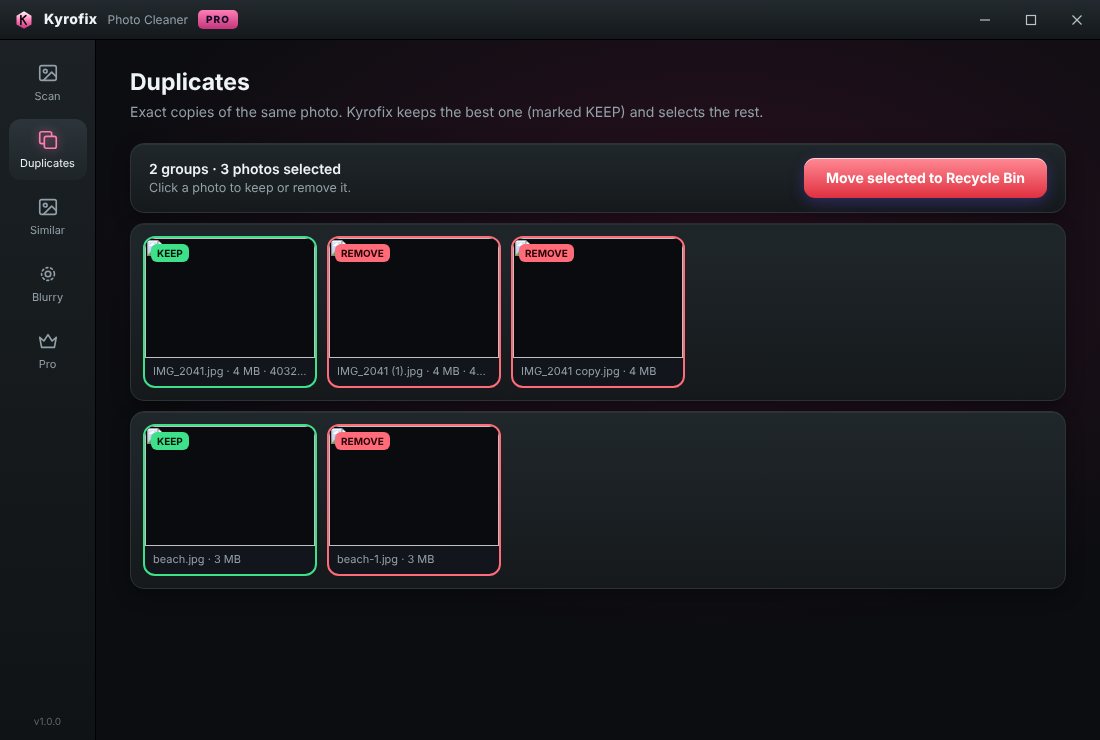 Kyrofix Photo Cleaner PRO
Scan
Duplicates
Similar
Blurry
Pro
v1.0.0
Duplicates
Exact copies of the same photo. Kyrofix keeps the best one (marked KEEP) and selects the rest.
2 groups · 3 photos selected
Click a photo to keep or remove it.
Move selected to Recycle Bin
KEEP
IMG_2041.jpg · 4 MB · 4032...
REMOVE
IMG_2041 (1).jpg · 4 MB · 4...
REMOVE
IMG_2041 copy.jpg · 4 MB
KEEP
beach.jpg · 3 MB
REMOVE
beach-1.jpg · 3 MB